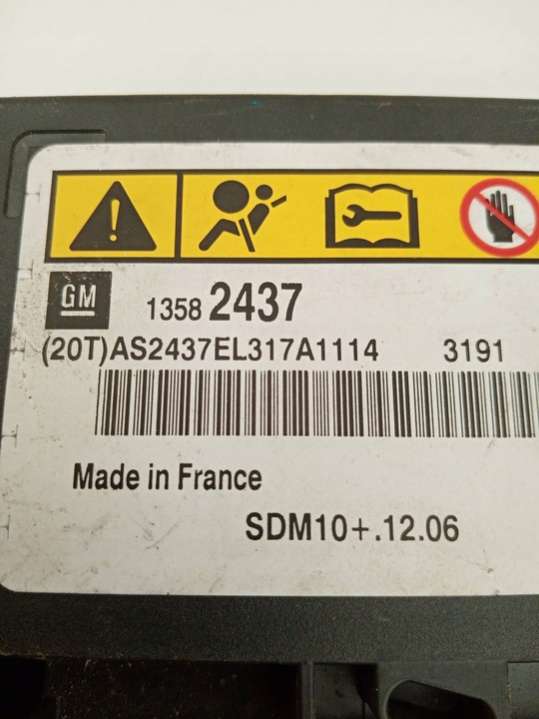 GM
1358 2437
(20T)AS2437EL317A1114 3191
Made in France
SDM10+.12.06